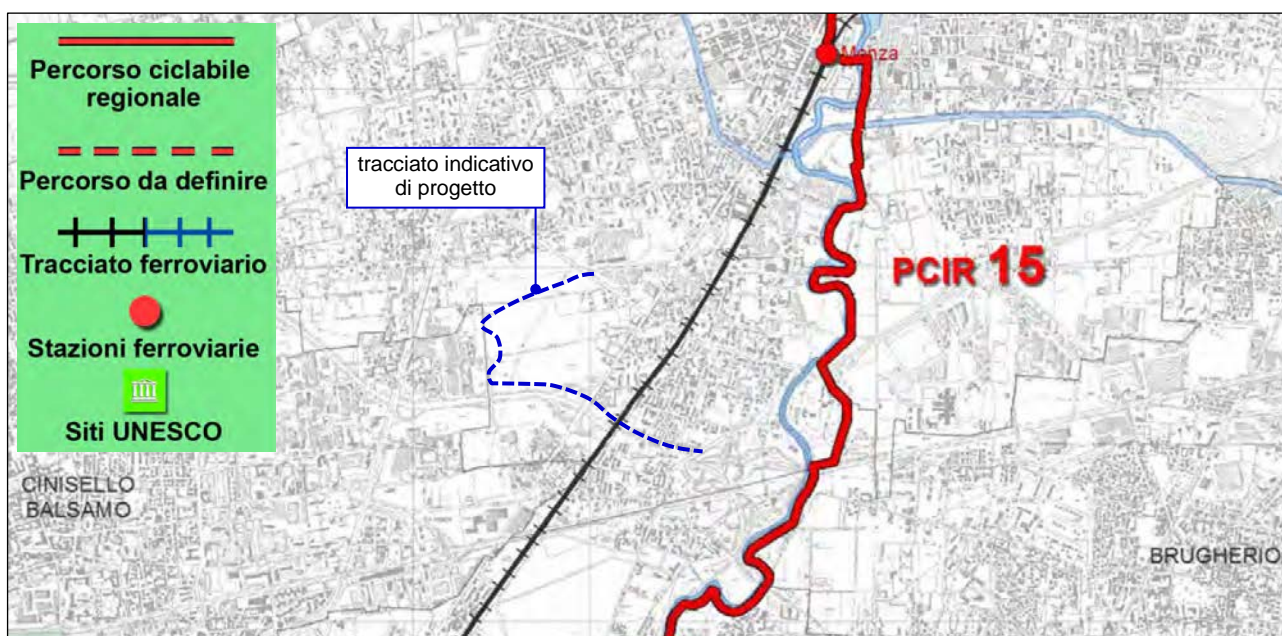 Percorso ciclabile
regionale
Percorso da definire
Tracciato ferroviario
Stazioni ferroviarie
Siti UNESCO
tracciato indicativo
di progetto
Monza
PCIR 15
CINISELLO
BALSAMO
BRUGHERIO